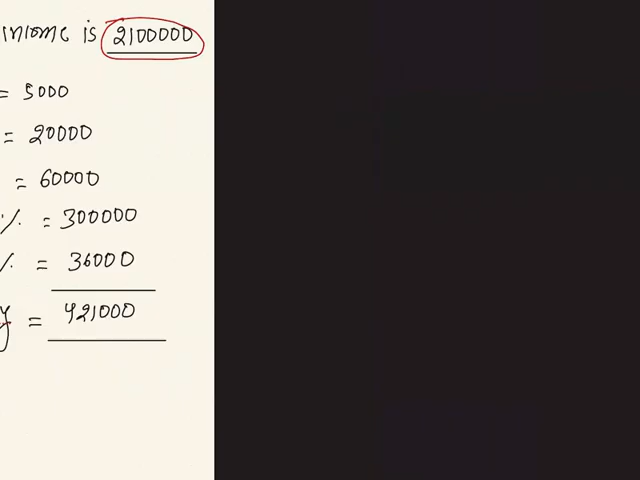 income is 2100000
= 5000
= 20000
= 60000
% = 300000
% = 36000
y = 421000